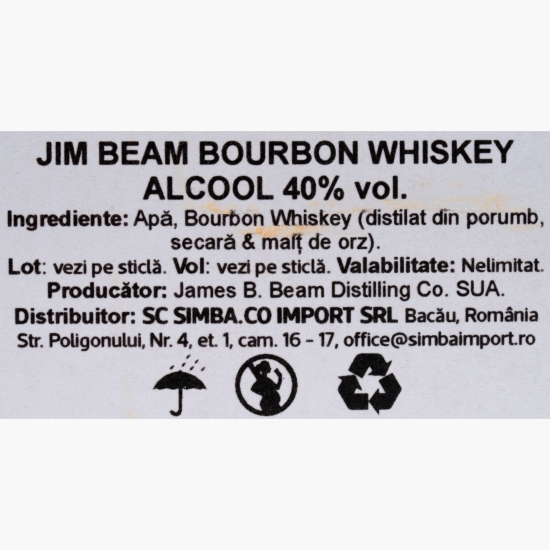 JIM BEAM BOURBON WHISKEY
ALCOOL 40% vol.
Ingrediente: Apă, Bourbon Whiskey (distilat din porumb,
secară & malț de orz).
Lot: vezi pe sticlă. Vol: vezi pe sticlă. Valabilitate: Nelimitat.
Producător: James B. Beam Distilling Co. SUA.
Distribuitor: SC SIMBA.CO IMPORT SRL Bacău, România
Str. Poligonului, Nr. 4, et. 1, cam. 16 - 17, office@simbaimport.ro